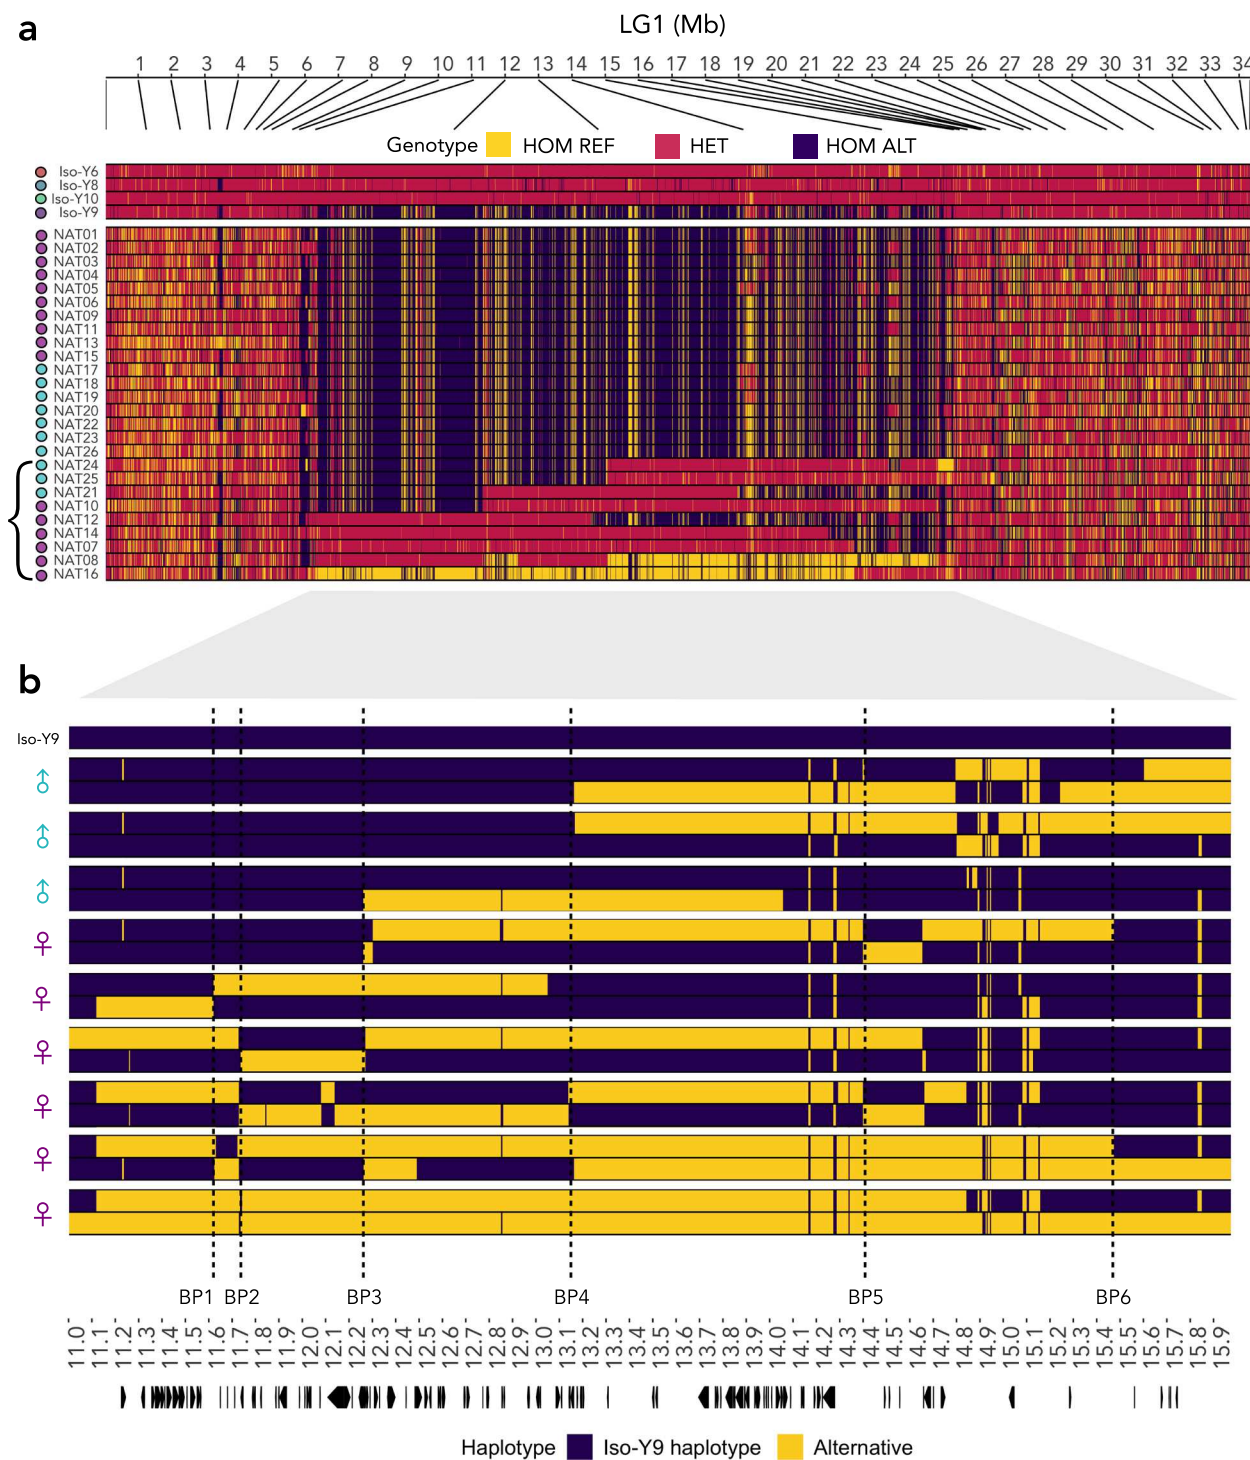 a
LG1 (Mb)
1 2 3 4 5 6 7 8 9 10 11 12 13 14 15 16 17 18 19 20 21 22 23 24 25 26 27 28 29 30 31 32 33 34
Genotype HOM REF HET HOM ALT
Iso-Y6
Iso-Y8
Iso-Y10
Iso-Y9
NAT01
NAT02
NAT03
NAT04
NAT05
NAT06
NAT09
NAT11
NAT13
NAT15
NAT17
NAT18
NAT19
NAT20
NAT22
NAT23
NAT26
NAT24
NAT25
NAT21
NAT10
NAT12
NAT14
NAT07
NAT08
NAT16
b
Iso-Y9
♂
♂
♂
♀
♀
♀
♀
♀
♀
BP1 BP2 BP3 BP4 BP5 BP6
11.0 11.1 11.2 11.3 11.4 11.5 11.6 11.7 11.8 11.9 12.0 12.1 12.2 12.3 12.4 12.5 12.6 12.7 12.8 12.9 13.0 13.1 13.2 13.3 13.4 13.5 13.6 13.7 13.8 13.9 14.0 14.1 14.2 14.3 14.4 14.5 14.6 14.7 14.8 14.9 15.0 15.1 15.2 15.3 15.4 15.5 15.6 15.7 15.8 15.9
Haplotype Iso-Y9 haplotype Alternative